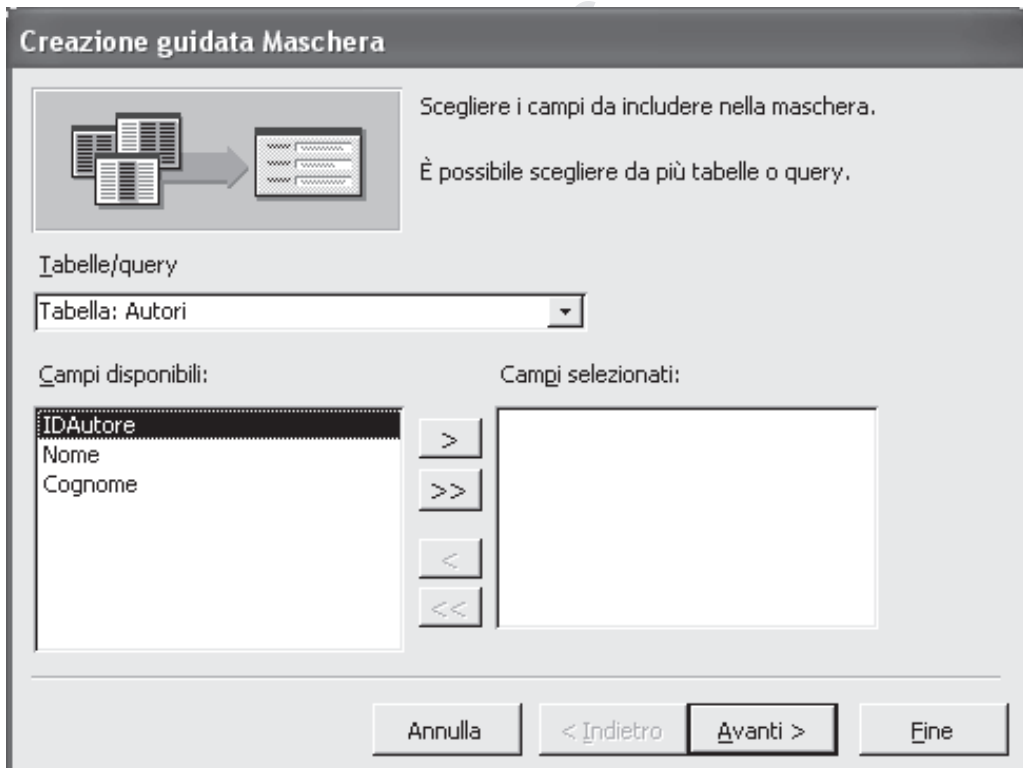 Creazione guidata Maschera
Scegliere i campi da includere nella maschera.
È possibile scegliere da più tabelle o query.
Tabelle/query
Tabella: Autori
Campi disponibili:
Campi selezionati:
IDAutore
Nome
Cognome
>
>>
<
<<
Annulla
< Indietro
Avanti >
Fine